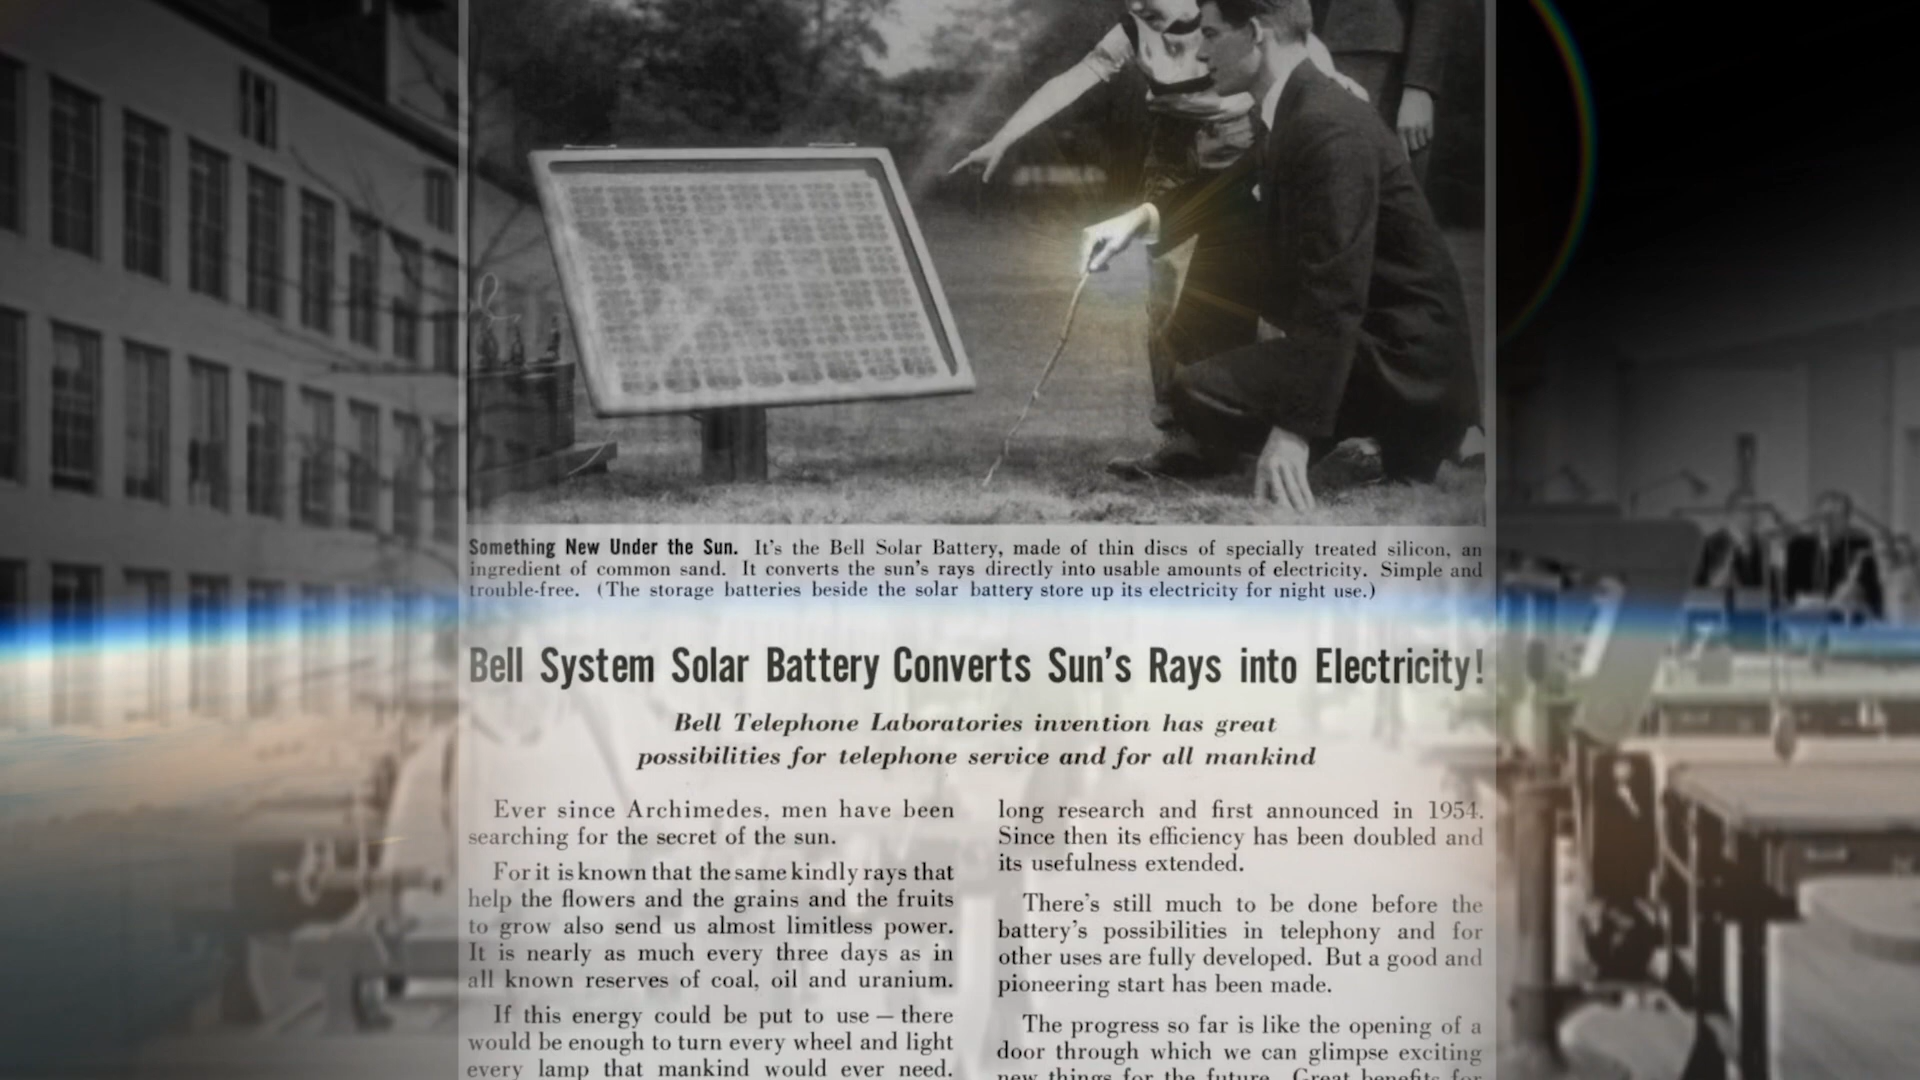 Something New Under the Sun. It's the Bell Solar Battery, made of thin discs of specially treated silicon, an
ingredient of common sand. It converts the sun's rays directly into usable amounts of electricity. Simple and
trouble-free. (The storage batteries beside the solar battery store up its electricity for night use.)
Bell System Solar Battery Converts Sun's Rays into Electricity!
Bell Telephone Laboratories invention has great
possibilities for telephone service and for all mankind
Ever since Archimedes, men have been
searching for the secret of the sun.
For it is known that the same kindly rays that
help the flowers and the grains and the fruits
to grow also send us almost limitless power.
It is nearly as much every three days as in
all known reserves of coal, oil and uranium.
If this energy could be put to use — there
would be enough to turn every wheel and light
every lamp that mankind would ever need.
long research and first announced in 1954.
Since then its efficiency has been doubled and
its usefulness extended.
There's still much to be done before the
battery's possibilities in telephony and for
other uses are fully developed. But a good and
pioneering start has been made.
The progress so far is like the opening of a
door through which we can glimpse exciting
new things for the future. Great benefits for